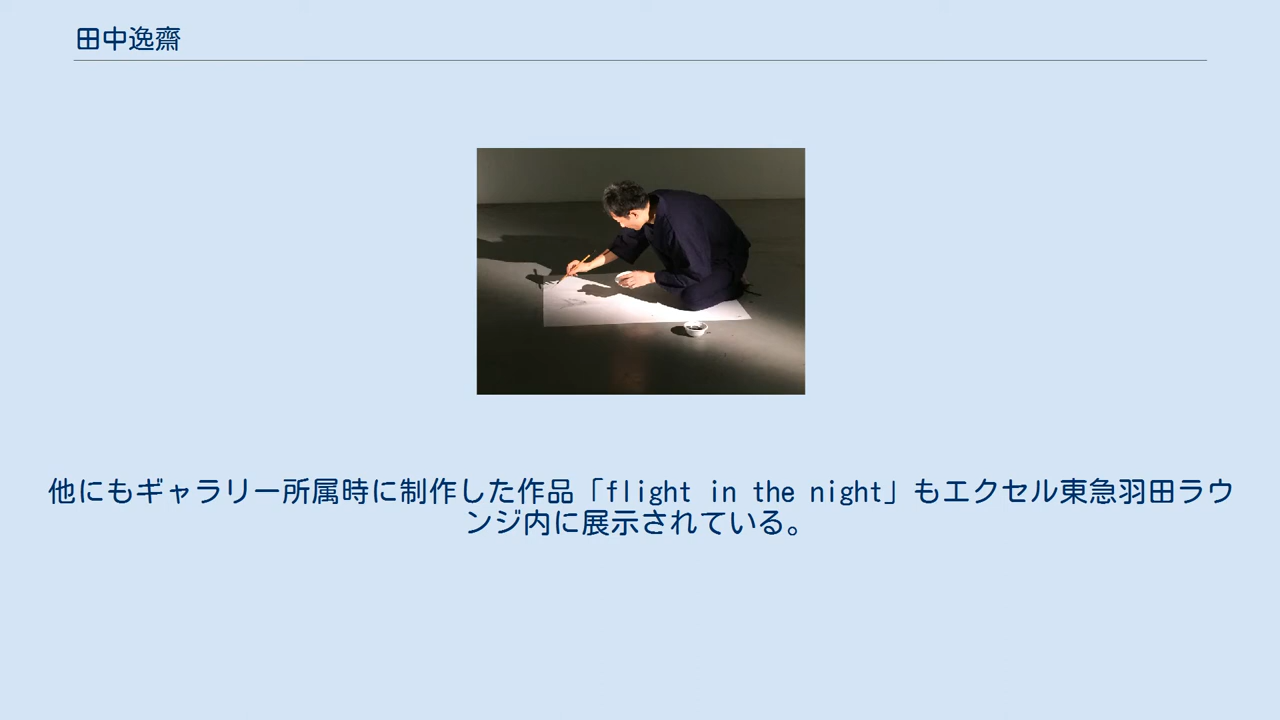 田中逸齋
他にもギャラリー所属時に制作した作品「flight in the night」もエクセル東急羽田ラウ
ンジ内に展示されている。